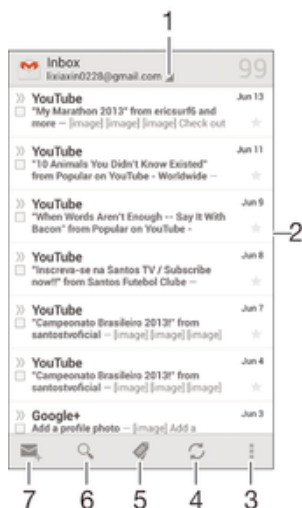 1
Inbox
lixiaxin0228@gmail.com
99
YouTube Jun 13
"My Marathon 2013" from ericsurf6 and
more – [image] [image] [image] Check out
YouTube Jun 11
"10 Animals You Didn't Know Existed"
from Popular on YouTube - Worldwide –
YouTube Jun 9
"When Words Aren't Enough -- Say It With
Bacon" from Popular on YouTube -
2
YouTube Jun 8
"Inscreva-se na Santos TV / Subscribe
now!!" from Santos Futebol Clube –
YouTube Jun 7
"Campeonato Brasileiro 2013!" from
santostvoficial – [image] [image] [image]
YouTube Jun 4
"Campeonato Brasileiro 2013!" from
santostvoficial – [image] [image] [image]
Google+ Jun 3
Add a profile photo – [image] Add a
7 6 5 4 3